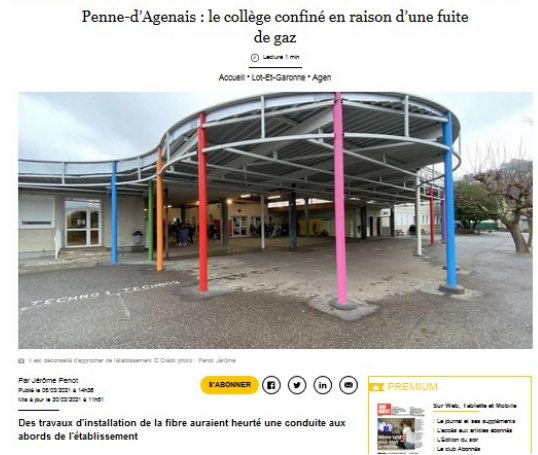 Penne-d'Agenais : le collège confiné en raison d'une fuite
de gaz
Lecture 1 min
Accueil • Lot-Et-Garonne • Agen
TECHNO 1 TECHNO
Il est déconseillé d'approcher de l'établissement © Crédit photo : Penot Jérôme
Par Jérôme Penot
Publié le 05/03/2021 à 14h36
Mis à jour le 20/03/2021 à 11h51
S'ABONNER
Des travaux d'installation de la fibre auraient heurté une conduite aux
abords de l'établissement
PREMIUM
Sur Web, Tablette et Mobile
Le journal et ses suppléments
L'accès aux articles abonnés
L'Édition du soir
Le club Abonnés